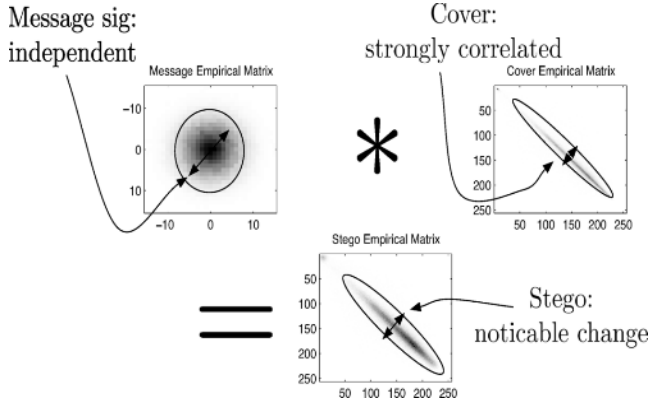 Message sig:
independent
Cover:
strongly correlated
Message Empirical Matrix
-10
0
10
-10 0 10
*
Cover Empirical Matrix
50
100
150
200
250
50 100 150 200 250
=
Stego Empirical Matrix
50
100
150
200
250
50 100 150 200 250
Stego:
noticable change